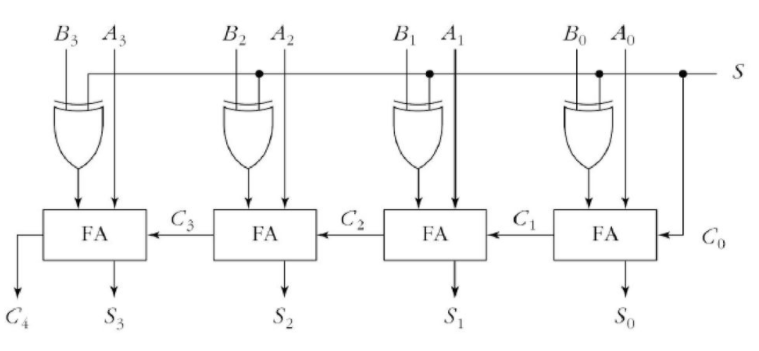 B₃ A₃ B₂ A₂ B₁ A₁ B₀ A₀
S
FA C₃ FA C₂ FA C₁ FA C₀
C₄ S₃ S₂ S₁ S₀